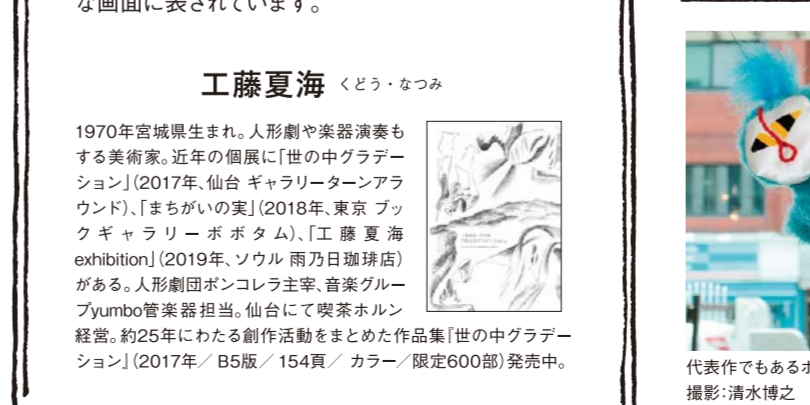 な画面に表されています。
工藤夏海 くどう・なつみ
1970年宮城県生まれ。人形劇や楽器演奏も
する美術家。近年の個展に「世の中グラデー
ション」（2017年、仙台 ギャラリーターンアラ
ウンド）、「まちがいの実」（2018年、東京 ブッ
クギャラリーポポタム）、「工藤夏海
exhibition」（2019年、ソウル 雨乃日珈琲店）
がある。人形劇団ポンコレラ主宰、音楽グルー
プyumbo管楽器担当。仙台にて喫茶ホルン
経営。約25年にわたる創作活動をまとめた作品集『世の中グラデー
ション』（2017年／B5版／154頁／ カラー／限定600部）発売中。
代表作でもあるポ
撮影：清水博之